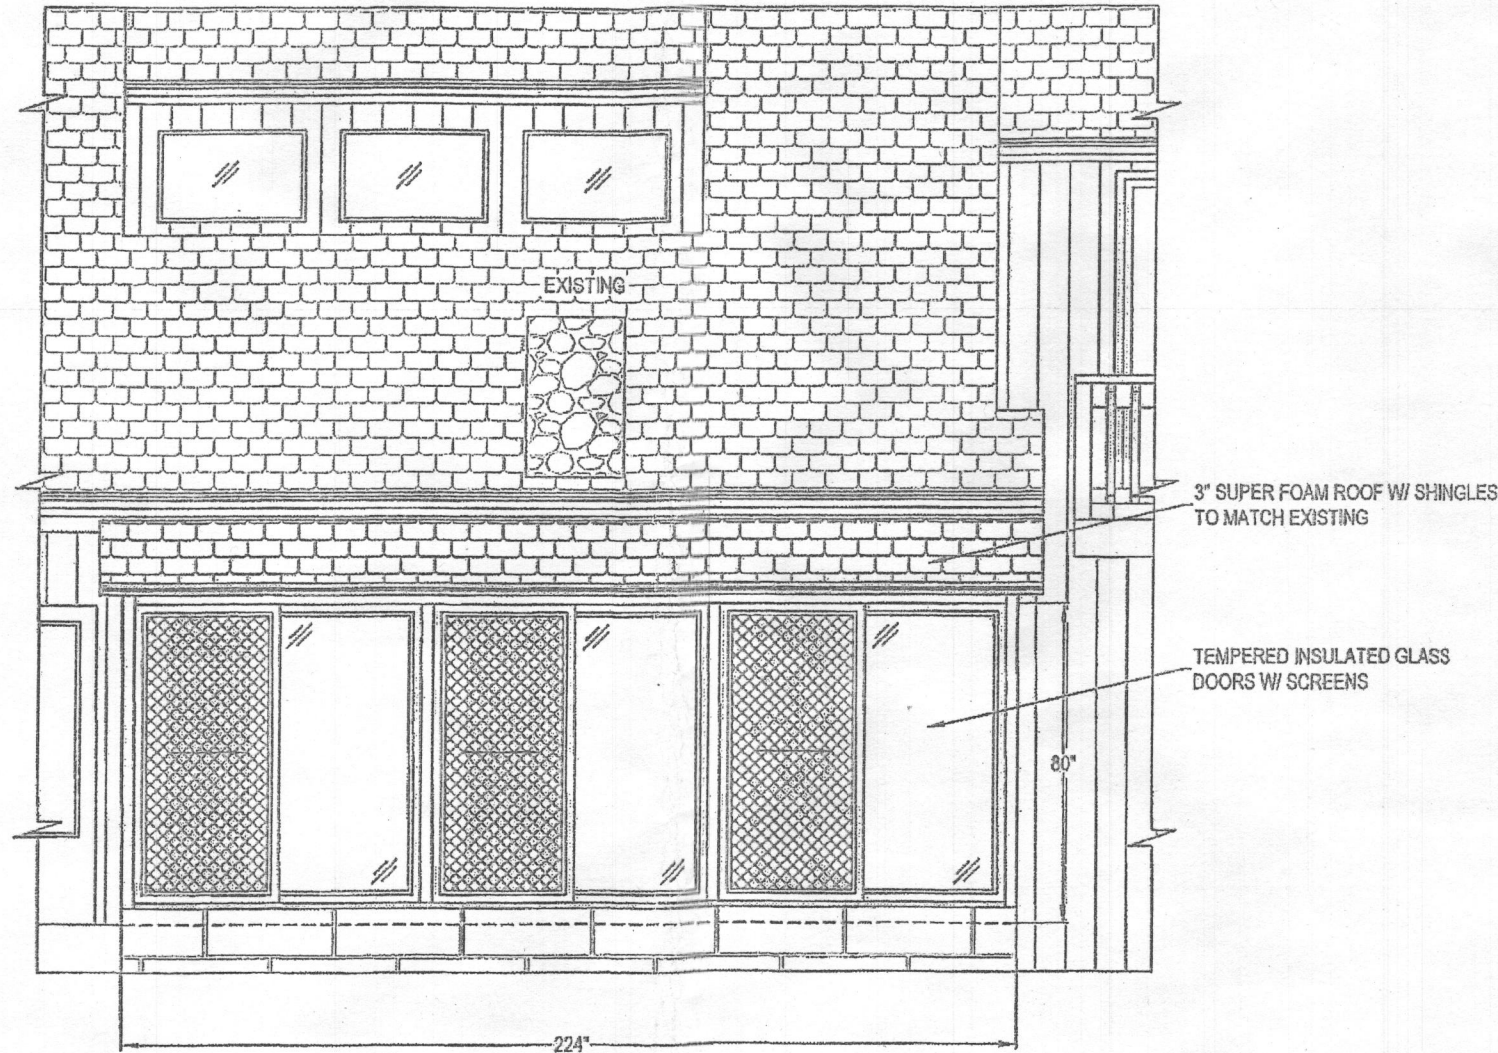 EXISTING
3" SUPER FOAM ROOF W/ SHINGLES
TO MATCH EXISTING
TEMPERED INSULATED GLASS
DOORS W/ SCREENS
80"
224"